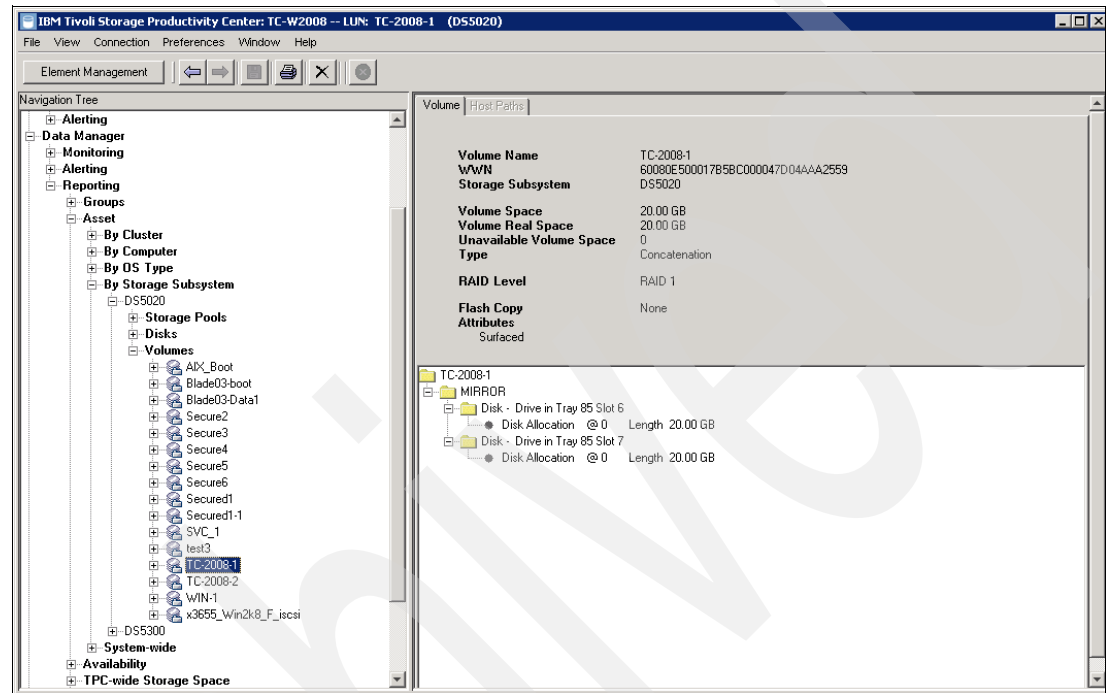 IBM Tivoli Storage Productivity Center: TC-W2008 -- LUN: TC-2008-1 (DS5020)
File View Connection Preferences Window Help
Element Management
Navigation Tree
Alerting
Data Manager
Monitoring
Alerting
Reporting
Groups
Asset
By Cluster
By Computer
By OS Type
By Storage Subsystem
DS5020
Storage Pools
Disks
Volumes
AIX_Boot
Blade03-boot
Blade03-Data1
Secure2
Secure3
Secure4
Secure5
Secure6
Secured1
Secured1-1
SVC_1
test3
TC-2008-1
TC-2008-2
WIN-1
x3655_Win2k8_F_iscsi
DS5300
System-wide
Availability
TPC-wide Storage Space
Volume Host Paths
Volume Name TC-2008-1
WWN 60080E500017B5BC000047D04AAA2559
Storage Subsystem DS5020
Volume Space 20.00 GB
Volume Real Space 20.00 GB
Unavailable Volume Space 0
Type Concatenation
RAID Level RAID 1
Flash Copy None
Attributes
Surfaced
TC-2008-1
MIRROR
Disk - Drive in Tray 85 Slot 6
Disk Allocation @ 0 Length 20.00 GB
Disk - Drive in Tray 85 Slot 7
Disk Allocation @ 0 Length 20.00 GB